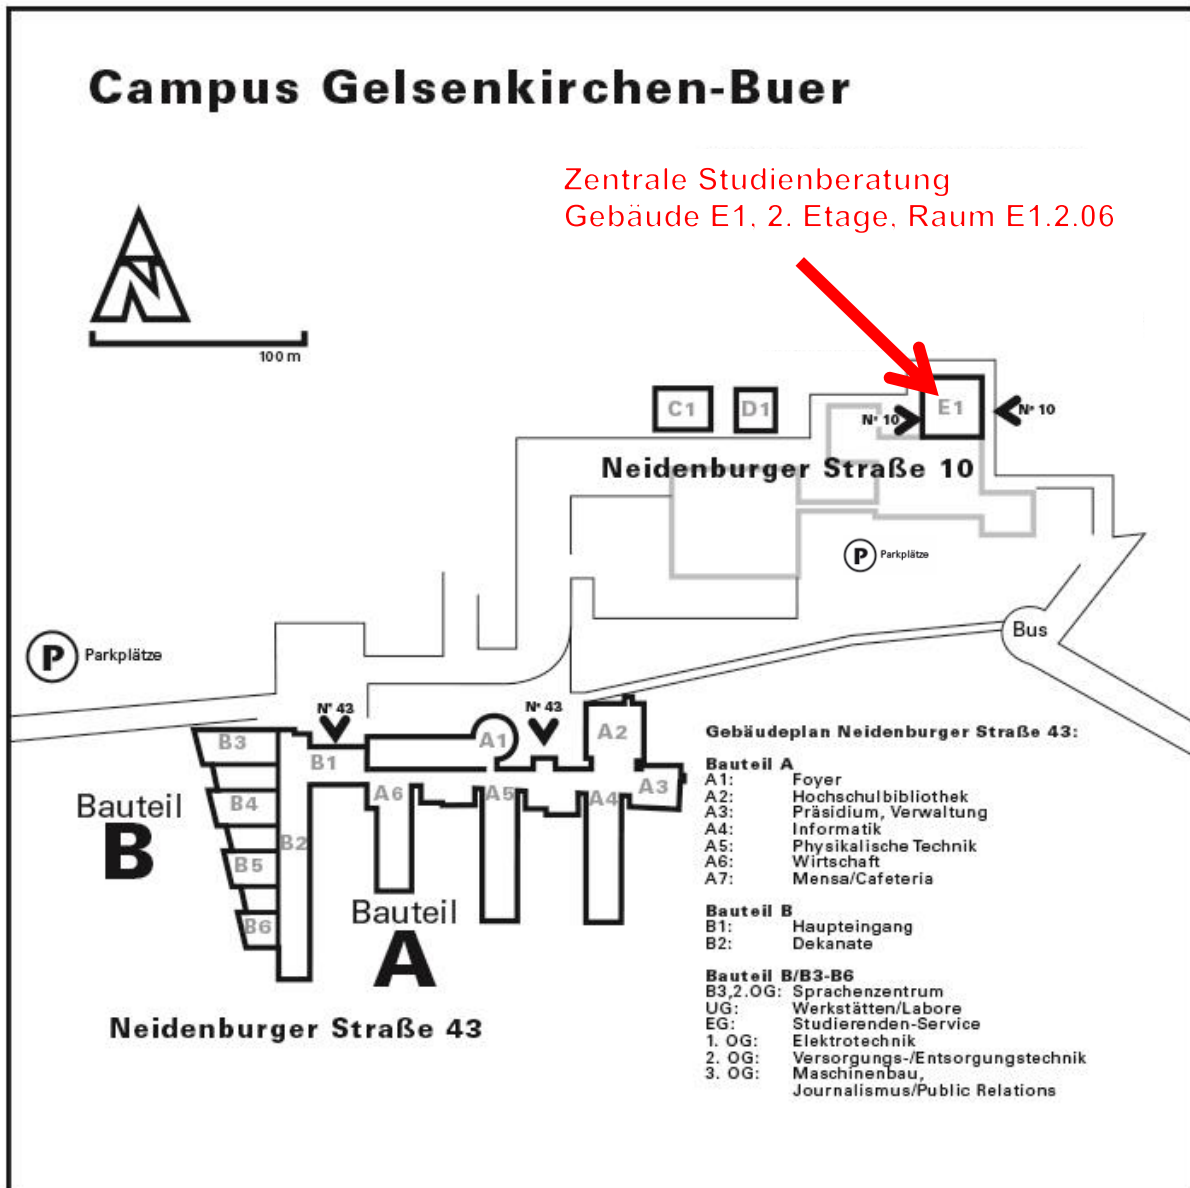 Campus Gelsenkirchen-Buer
Zentrale Studienberatung
Gebäude E1, 2. Etage, Raum E1.2.06
N
100 m
C1
D1
E1
N° 10
N° 10
Neidenburger Straße 10
P Parkplätze
Bus
P Parkplätze
N° 43
N° 43
B3
B1
A1
A2
A3
A6
A5
A4
B4
B2
B5
B6
Bauteil
B
Bauteil
A
Neidenburger Straße 43
Gebäudeplan Neidenburger Straße 43:
Bauteil A
A1: Foyer
A2: Hochschulbibliothek
A3: Präsidium, Verwaltung
A4: Informatik
A5: Physikalische Technik
A6: Wirtschaft
A7: Mensa/Cafeteria
Bauteil B
B1: Haupteingang
B2: Dekanate
Bauteil B/B3-B6
B3,2.OG: Sprachenzentrum
UG: Werkstätten/Labore
EG: Studierenden-Service
1. OG: Elektrotechnik
2. OG: Versorgungs-/Entsorgungstechnik
3. OG: Maschinenbau,
Journalismus/Public Relations